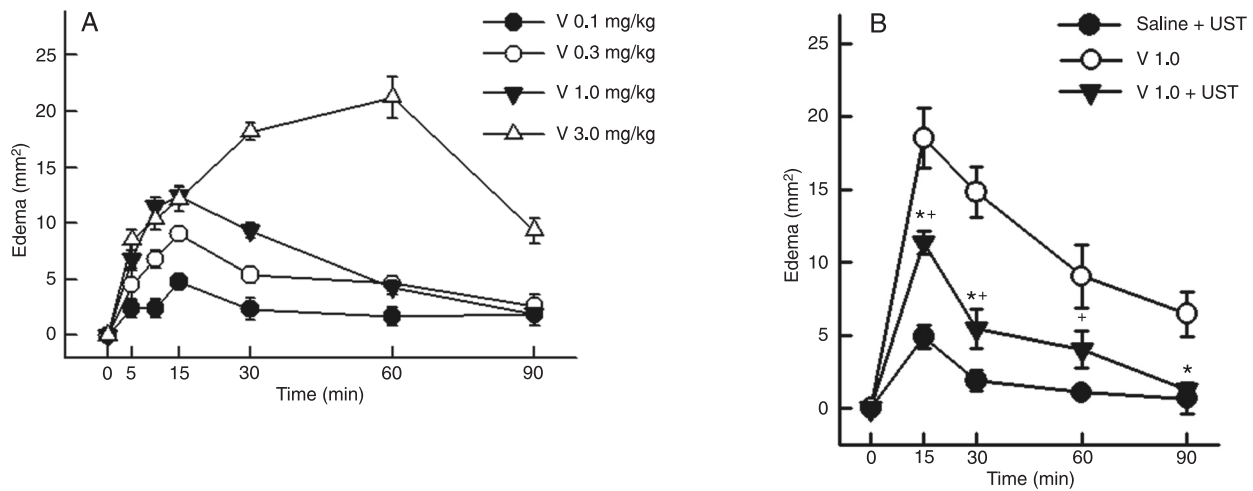 A
V 0.1 mg/kg
V 0.3 mg/kg
V 1.0 mg/kg
V 3.0 mg/kg
Edema (mm²)
25
20
15
10
5
0
0 5 15 30 60 90
Time (min)
B
Saline + UST
V 1.0
V 1.0 + UST
Edema (mm²)
25
20
15
10
5
0
*+
*+
+
*
0 15 30 60 90
Time (min)